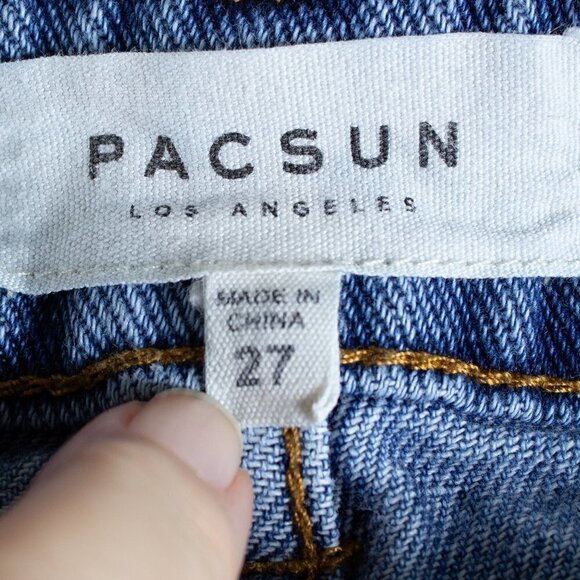 PACSUN
LOS ANGELES
MADE IN
CHINA
27